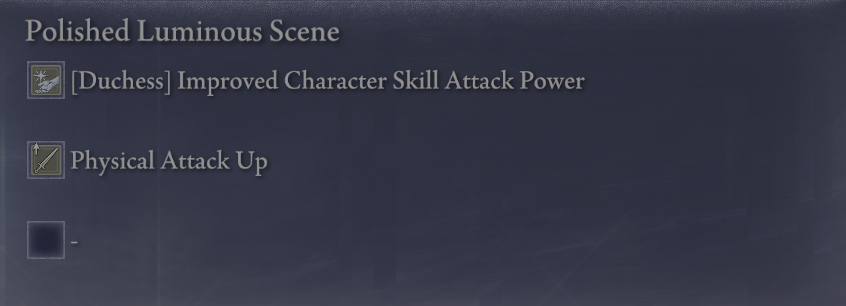 Polished Luminous Scene
[Duchess] Improved Character Skill Attack Power
Physical Attack Up
-